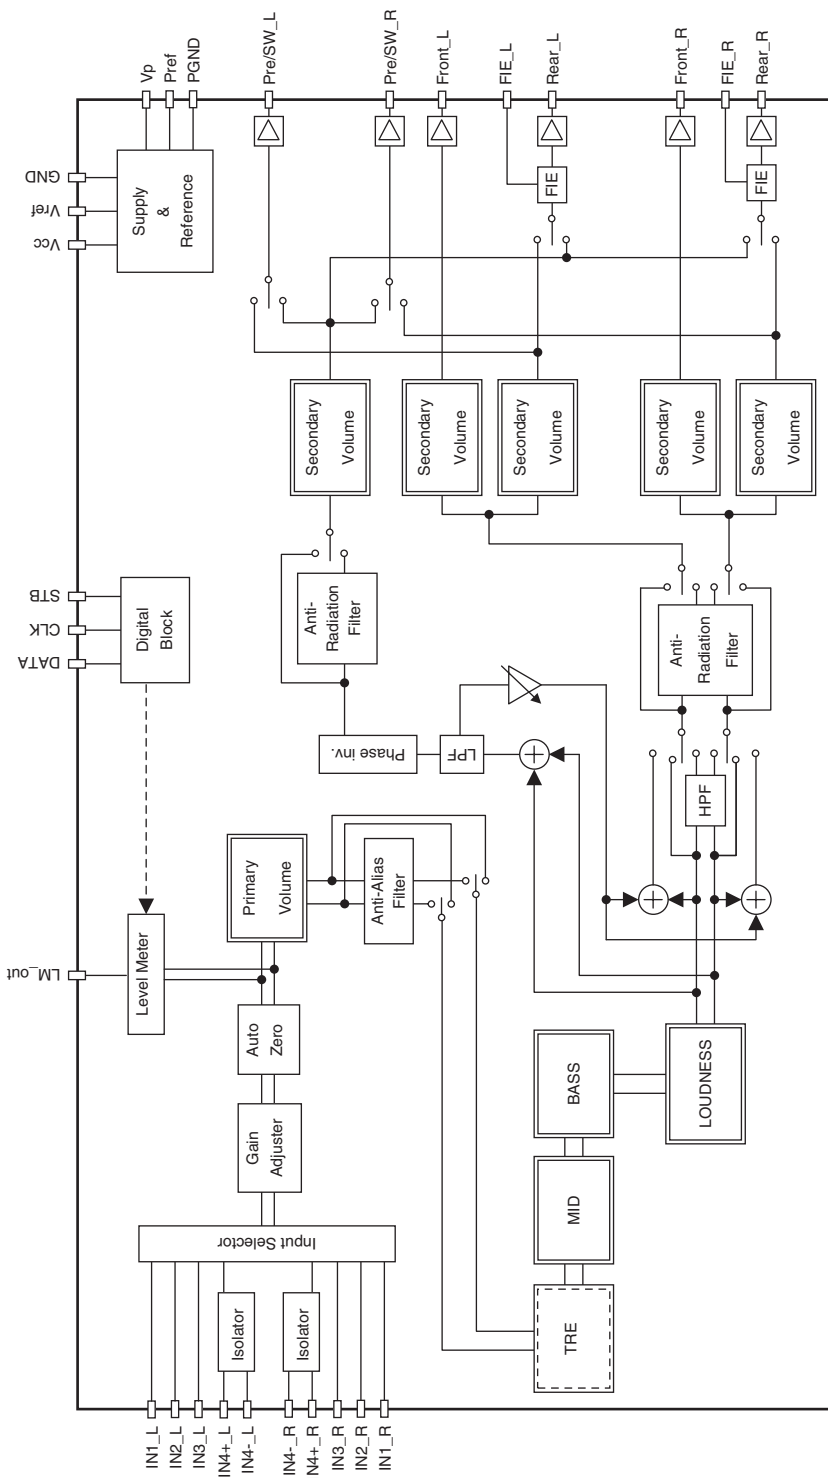 Vp
Pref
PGND
Pre/SW_L
Pre/SW_R
Front_L
FIE_L
Rear_L
Front_R
FIE_R
Rear_R
GND
Vref
Vcc
Supply
&
Reference
FIE
FIE
Secondary
Volume
Secondary
Volume
Secondary
Volume
Secondary
Volume
Secondary
Volume
STB
CLK
DATA
Digital
Block
Anti-
Radiation
Filter
Anti-
Radiation
Filter
Phase inv.
LPF
HPF
LM_out
Level Meter
Primary
Volume
Anti-Alias
Filter
Auto
Zero
Gain
Adjuster
Input Selector
BASS
MID
TRE
LOUDNESS
Isolator
Isolator
IN1_L
IN2_L
IN3_L
IN4+_L
IN4-_L
IN4-_R
N4+_R
IN3_R
IN2_R
IN1_R